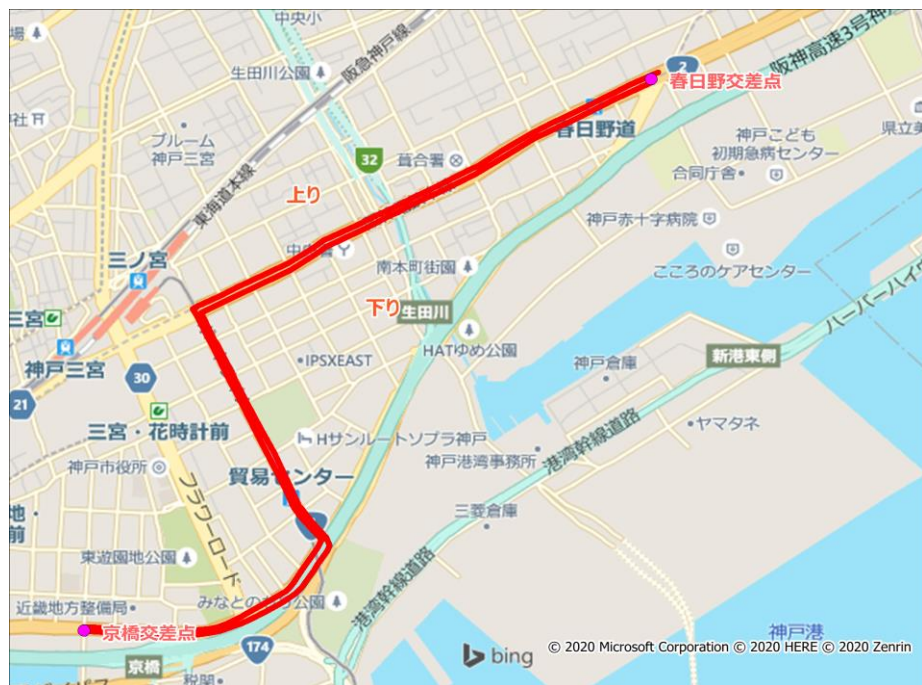 中央小
場
生田川公園
阪急神戸線
2
阪神高速3号神
春日野交差点
春日野道
神社
ブルーム
神戸三宮
32
葺合署
神戸こども
初期急病センター
県立美
合同庁舎
東海道本線
上り
神戸赤十字病院
三ノ宮
中央署
南本町街園
こころのケアセンター
下り
生田川
ハーバーハイウ
三宮
神戸三宮
IPSXEAST
HATゆめ公園
神戸倉庫
新港東側
30
21
三宮・花時計前
Hサンルートソプラ神戸
ヤマタネ
神戸市役所
神戸港湾事務所
港湾幹線道路
貿易センター
地・
前
フラワーロード
三菱倉庫
東遊園地公園
近畿地方整備局
みなとのもり公園
港湾幹線道路
京橋交差点
174
神戸港
京橋
税関
bing
© 2020 Microsoft Corporation © 2020 HERE © 2020 Zenrin